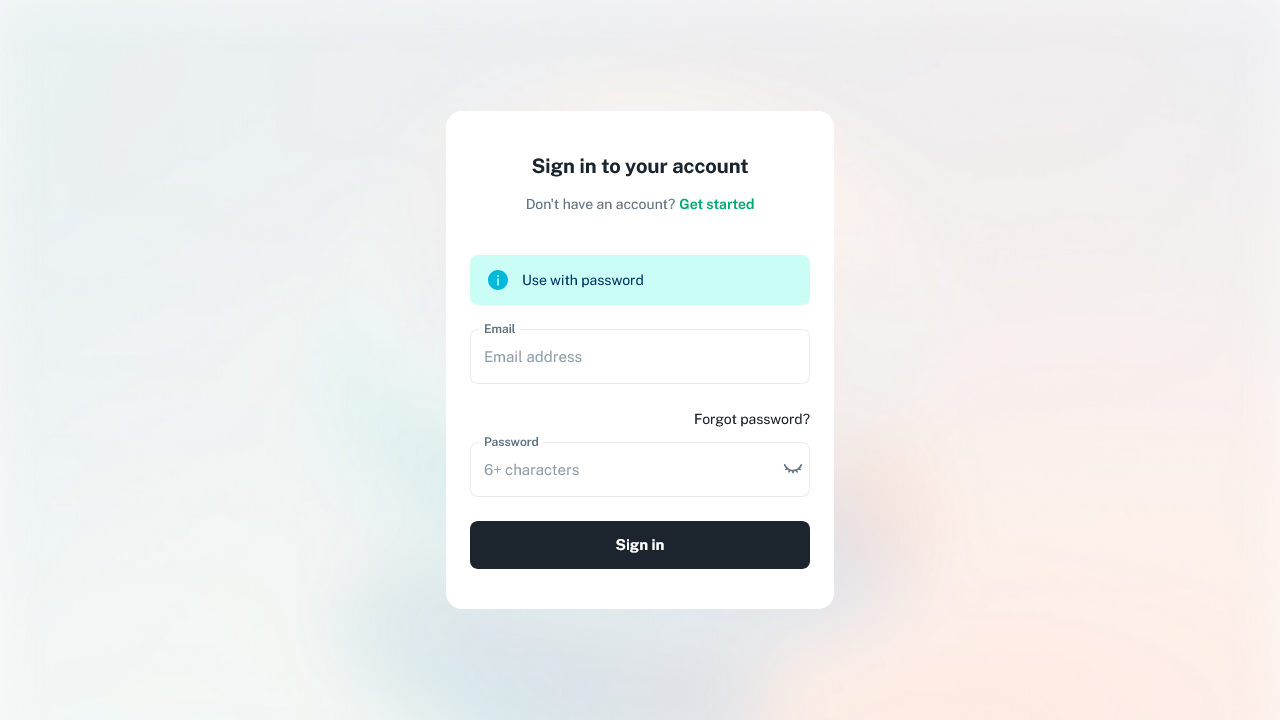 Sign in to your account
Don't have an account? Get started
Use with password
Email
Email address
Forgot password?
Password
6+ characters
Sign in